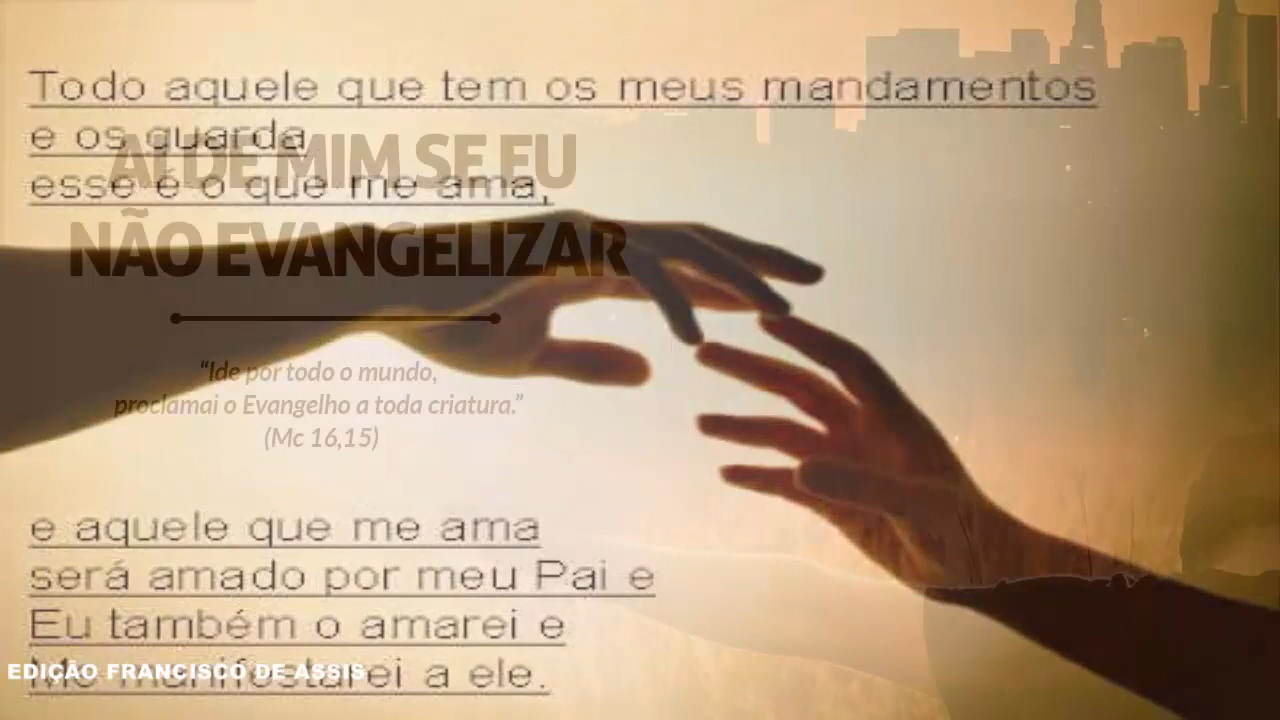 Todo aquele que tem os meus mandamentos
e os guarda
esse é o que me ama,
AI DE MIM SE EU
NÃO EVANGELIZAR
“Ide por todo o mundo,
proclamai o Evangelho a toda criatura.”
(Mc 16,15)
e aquele que me ama
será amado por meu Pai e
Eu também o amarei e
Me manifestarei a ele.
EDIÇÃO FRANCISCO DE ASSIS